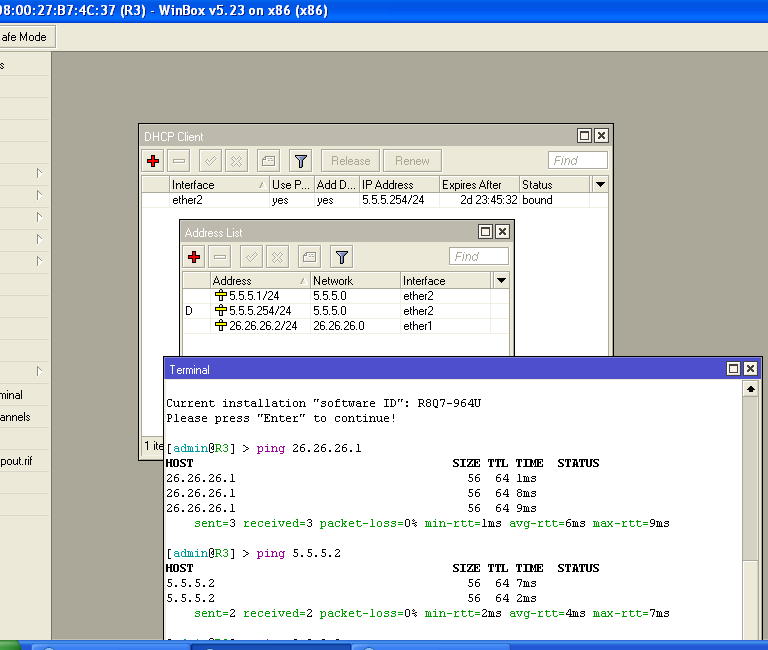 08:00:27:B7:4C:37 (R3) - WinBox v5.23 on x86 (x86)
afe Mode
s
DHCP Client
Release Renew Find
Interface Use P... Add D... IP Address Expires After Status
ether2 yes yes 5.5.5.254/24 2d 23:45:32 bound
Address List
Find
Address Network Interface
5.5.5.1/24 5.5.5.0 ether2
D 5.5.5.254/24 5.5.5.0 ether2
26.26.26.2/24 26.26.26.0 ether1
1 ite
minal
annels
pout.rif
Terminal
Current installation "software ID": R8Q7-964U
Please press "Enter" to continue!
[admin@R3] > ping 26.26.26.1
HOST SIZE TTL TIME STATUS
26.26.26.1 56 64 1ms
26.26.26.1 56 64 8ms
26.26.26.1 56 64 9ms
sent=3 received=3 packet-loss=0% min-rtt=1ms avg-rtt=6ms max-rtt=9ms
[admin@R3] > ping 5.5.5.2
HOST SIZE TTL TIME STATUS
5.5.5.2 56 64 7ms
5.5.5.2 56 64 2ms
sent=2 received=2 packet-loss=0% min-rtt=2ms avg-rtt=4ms max-rtt=7ms